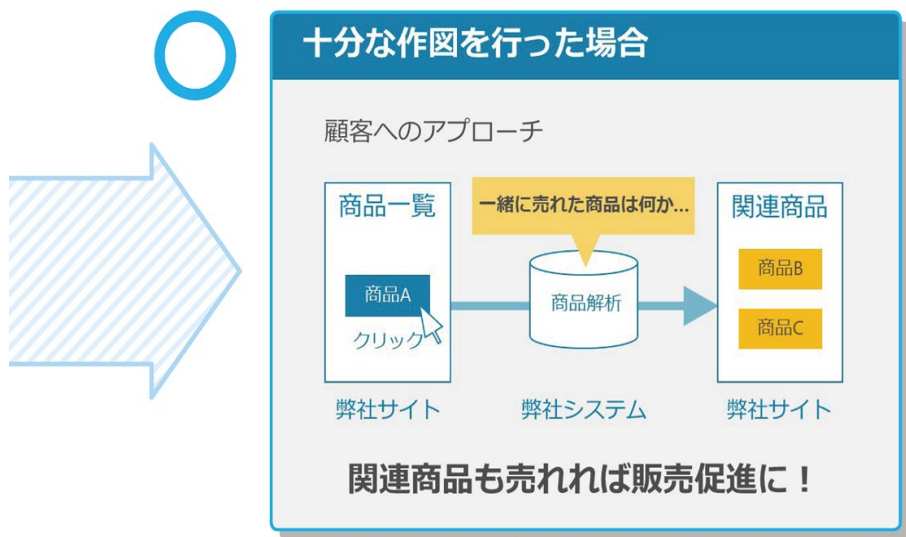 十分な作図を行った場合
顧客へのアプローチ
商品一覧
商品A
クリック
弊社サイト
一緒に売れた商品は何か...
商品解析
弊社システム
関連商品
商品B
商品C
弊社サイト
関連商品も売れれば販売促進に！